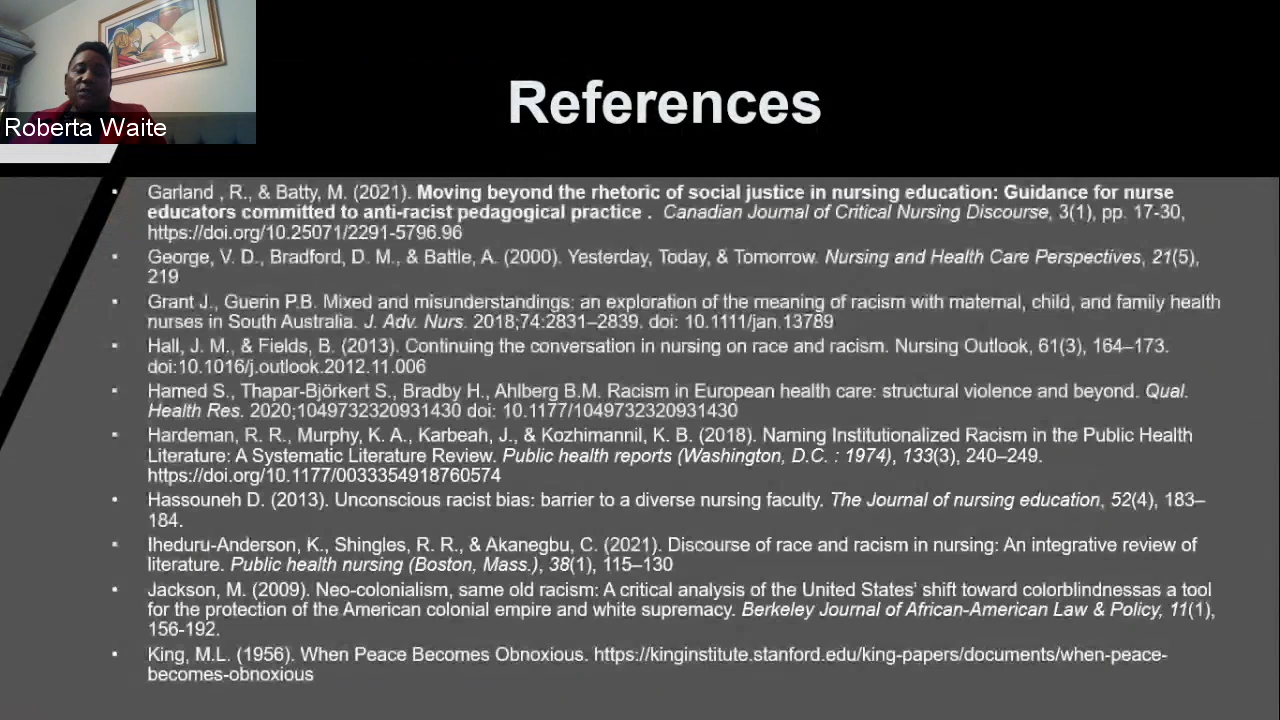 Roberta Waite
References
Garland , R., & Batty, M. (2021). Moving beyond the rhetoric of social justice in nursing education: Guidance for nurse
educators committed to anti-racist pedagogical practice . Canadian Journal of Critical Nursing Discourse, 3(1), pp. 17-30,
https://doi.org/10.25071/2291-5796.96
George, V. D., Bradford, D. M., & Battle, A. (2000). Yesterday, Today, & Tomorrow. Nursing and Health Care Perspectives, 21(5),
219
Grant J., Guerin P.B. Mixed and misunderstandings: an exploration of the meaning of racism with maternal, child, and family health
nurses in South Australia. J. Adv. Nurs. 2018;74:2831–2839. doi: 10.1111/jan.13789
Hall, J. M., & Fields, B. (2013). Continuing the conversation in nursing on race and racism. Nursing Outlook, 61(3), 164–173.
doi:10.1016/j.outlook.2012.11.006
Hamed S., Thapar-Björkert S., Bradby H., Ahlberg B.M. Racism in European health care: structural violence and beyond. Qual.
Health Res. 2020;1049732320931430 doi: 10.1177/1049732320931430
Hardeman, R. R., Murphy, K. A., Karbeah, J., & Kozhimannil, K. B. (2018). Naming Institutionalized Racism in the Public Health
Literature: A Systematic Literature Review. Public health reports (Washington, D.C. : 1974), 133(3), 240–249.
https://doi.org/10.1177/0033354918760574
Hassouneh D. (2013). Unconscious racist bias: barrier to a diverse nursing faculty. The Journal of nursing education, 52(4), 183–
184.
Iheduru-Anderson, K., Shingles, R. R., & Akanegbu, C. (2021). Discourse of race and racism in nursing: An integrative review of
literature. Public health nursing (Boston, Mass.), 38(1), 115–130
Jackson, M. (2009). Neo-colonialism, same old racism: A critical analysis of the United States’ shift toward colorblindnessas a tool
for the protection of the American colonial empire and white supremacy. Berkeley Journal of African-American Law & Policy, 11(1),
156-192.
King, M.L. (1956). When Peace Becomes Obnoxious. https://kinginstitute.stanford.edu/king-papers/documents/when-peace-
becomes-obnoxious